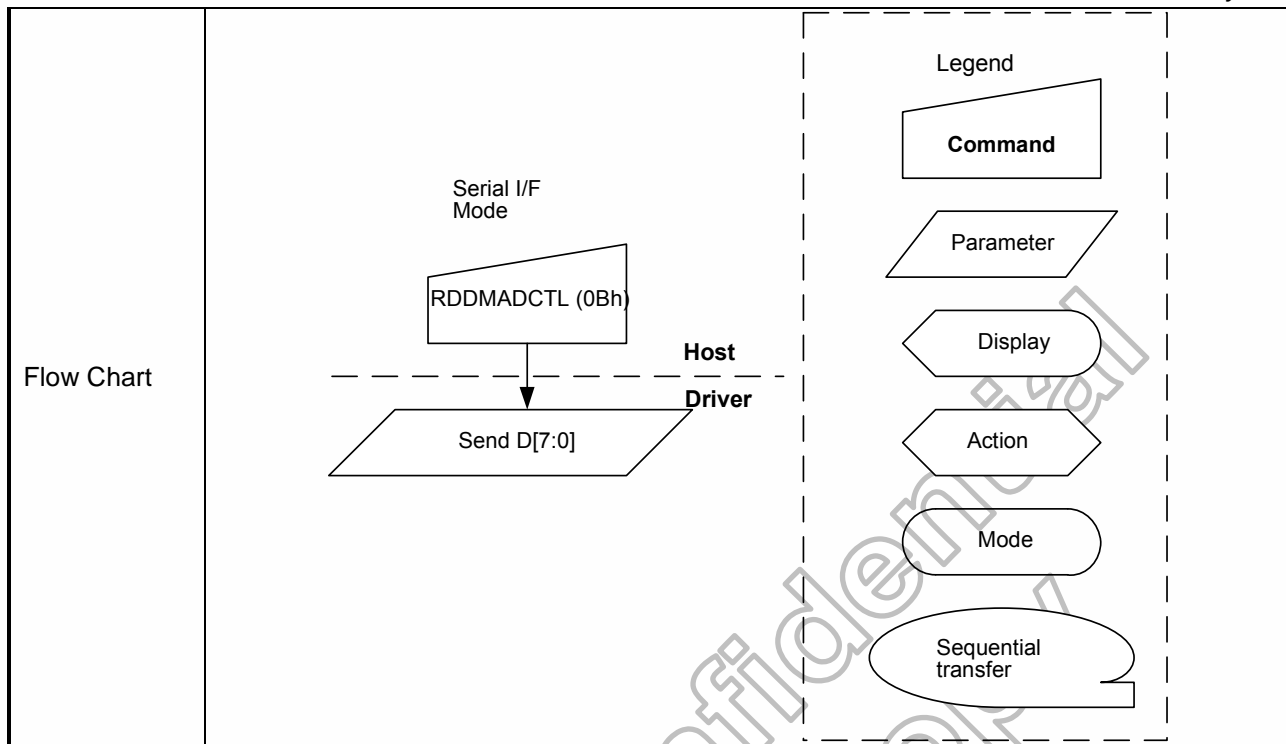 Flow Chart
Serial I/F
Mode
RDDMADCTL (0Bh)
Host
Driver
Send D[7:0]
Legend
Command
Parameter
Display
Action
Mode
Sequential
transfer